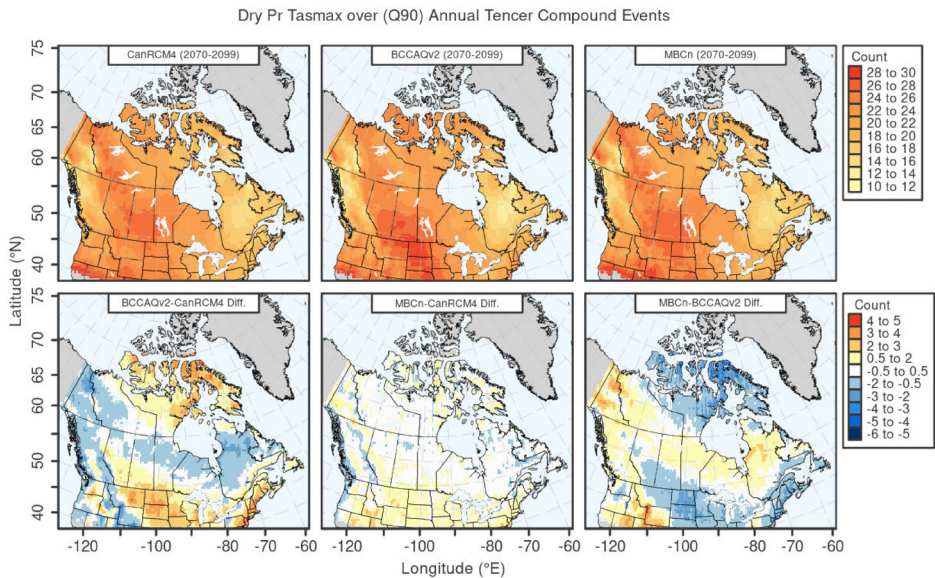 Dry Pr Tasmax over (Q90) Annual Tencer Compound Events
CanRCM4 (2070-2099)
BCCAQv2 (2070-2099)
MBCn (2070-2099)
75
70
65
60
50
40
Count
28 to 30
26 to 28
24 to 26
22 to 24
20 to 22
18 to 20
16 to 18
14 to 16
12 to 14
10 to 12
Latitude (°N)
BCCAQv2-CanRCM4 Diff.
MBCn-CanRCM4 Diff.
MBCn-BCCAQv2 Diff.
75
70
65
60
50
40
Count
4 to 5
3 to 4
2 to 3
0.5 to 2
-0.5 to 0.5
-2 to -0.5
-3 to -2
-4 to -3
-5 to -4
-6 to -5
-120 -100 -80 -70 -60
-120 -100 -80 -70 -60
-120 -100 -80 -70 -60
Longitude (°E)